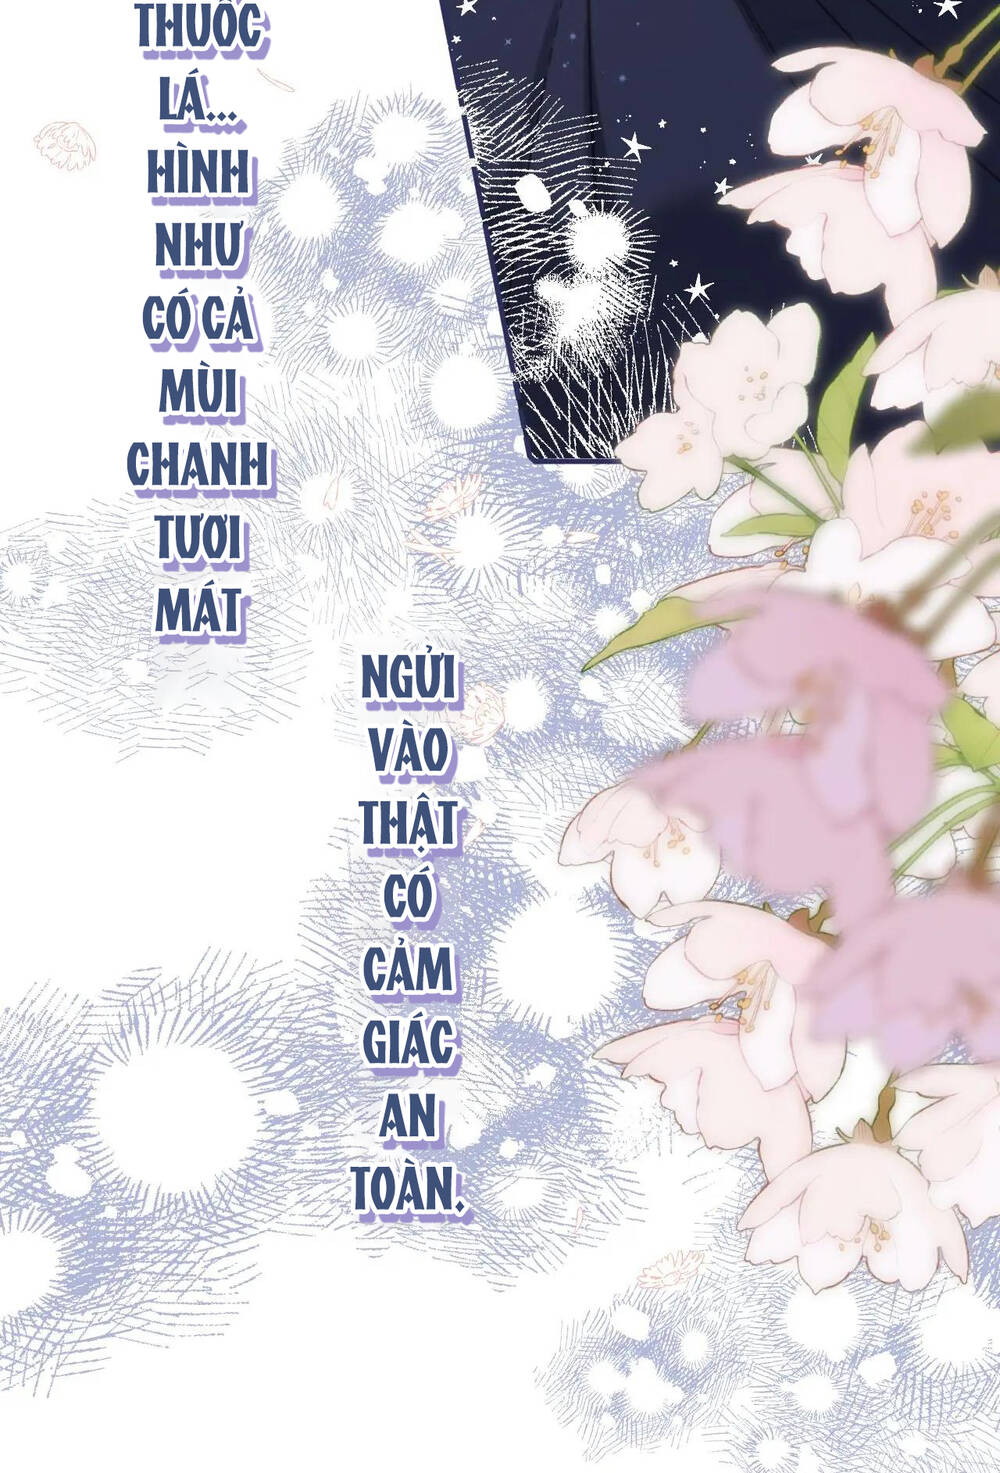 THUỐC
LÁ...
HÌNH
NHƯ
CÓ CẢ
MÙI
CHANH
TƯƠI
MÁT
NGỬI
VÀO
THẬT
CÓ
CẢM
GIÁC
AN
TOÀN.